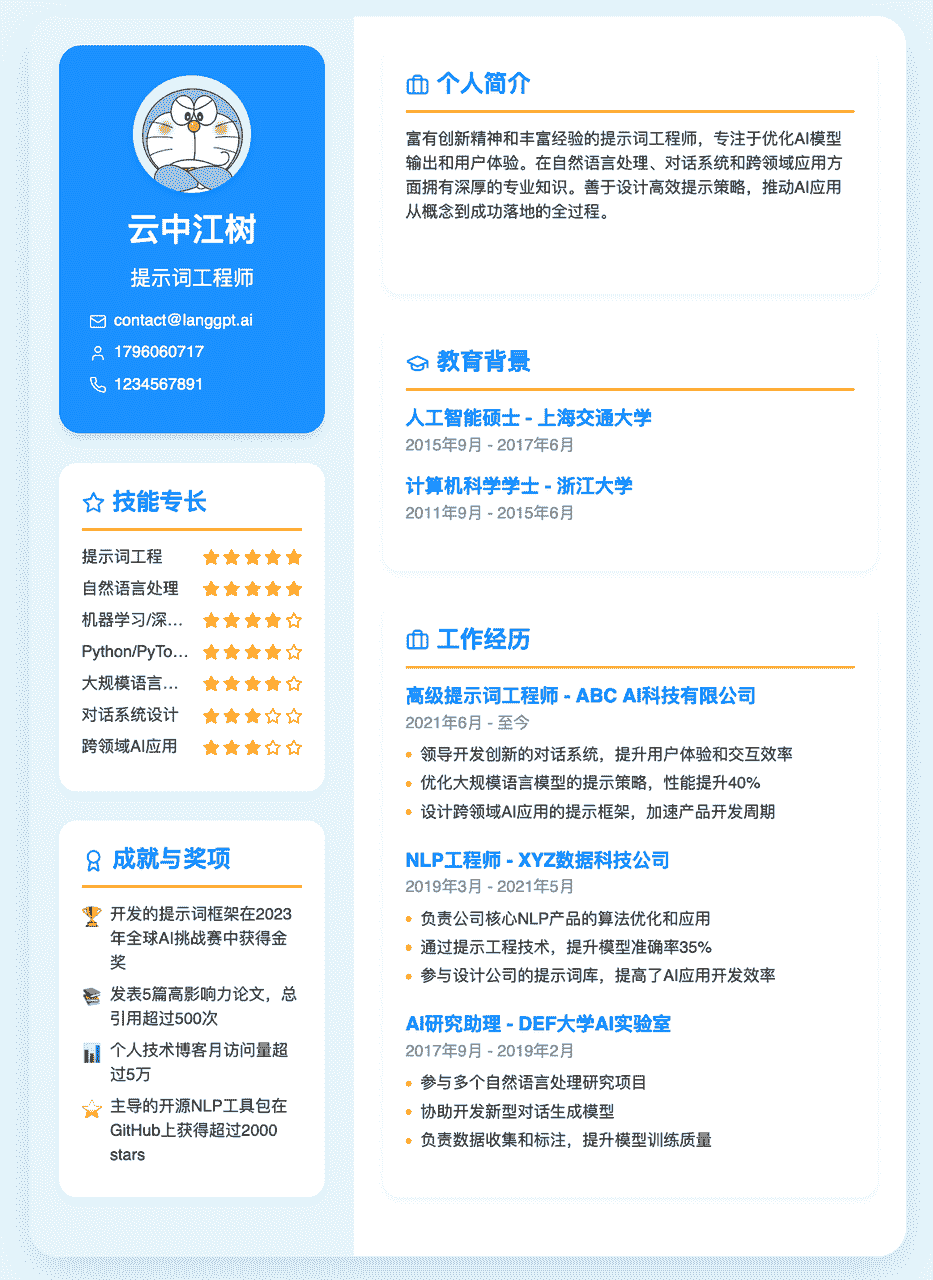 云中江树
提示词工程师
contact@langgpt.ai
1796060717
1234567891
技能专长
提示词工程
自然语言处理
机器学习/深...
Python/PyTo...
大规模语言...
对话系统设计
跨领域AI应用
成就与奖项
开发的提示词框架在2023
年全球AI挑战赛中获得金
奖
发表5篇高影响力论文，总
引用超过500次
个人技术博客月访问量超
过5万
主导的开源NLP工具包在
GitHub上获得超过2000
stars
个人简介
富有创新精神和丰富经验的提示词工程师，专注于优化AI模型
输出和用户体验。在自然语言处理、对话系统和跨领域应用方
面拥有深厚的专业知识。善于设计高效提示策略，推动AI应用
从概念到成功落地的全过程。
教育背景
人工智能硕士 - 上海交通大学
2015年9月 - 2017年6月
计算机科学学士 - 浙江大学
2011年9月 - 2015年6月
工作经历
高级提示词工程师 - ABC AI科技有限公司
2021年6月 - 至今
领导开发创新的对话系统，提升用户体验和交互效率
优化大规模语言模型的提示策略，性能提升40%
设计跨领域AI应用的提示框架，加速产品开发周期
NLP工程师 - XYZ数据科技公司
2019年3月 - 2021年5月
负责公司核心NLP产品的算法优化和应用
通过提示工程技术，提升模型准确率35%
参与设计公司的提示词库，提高了AI应用开发效率
AI研究助理 - DEF大学AI实验室
2017年9月 - 2019年2月
参与多个自然语言处理研究项目
协助开发新型对话生成模型
负责数据收集和标注，提升模型训练质量